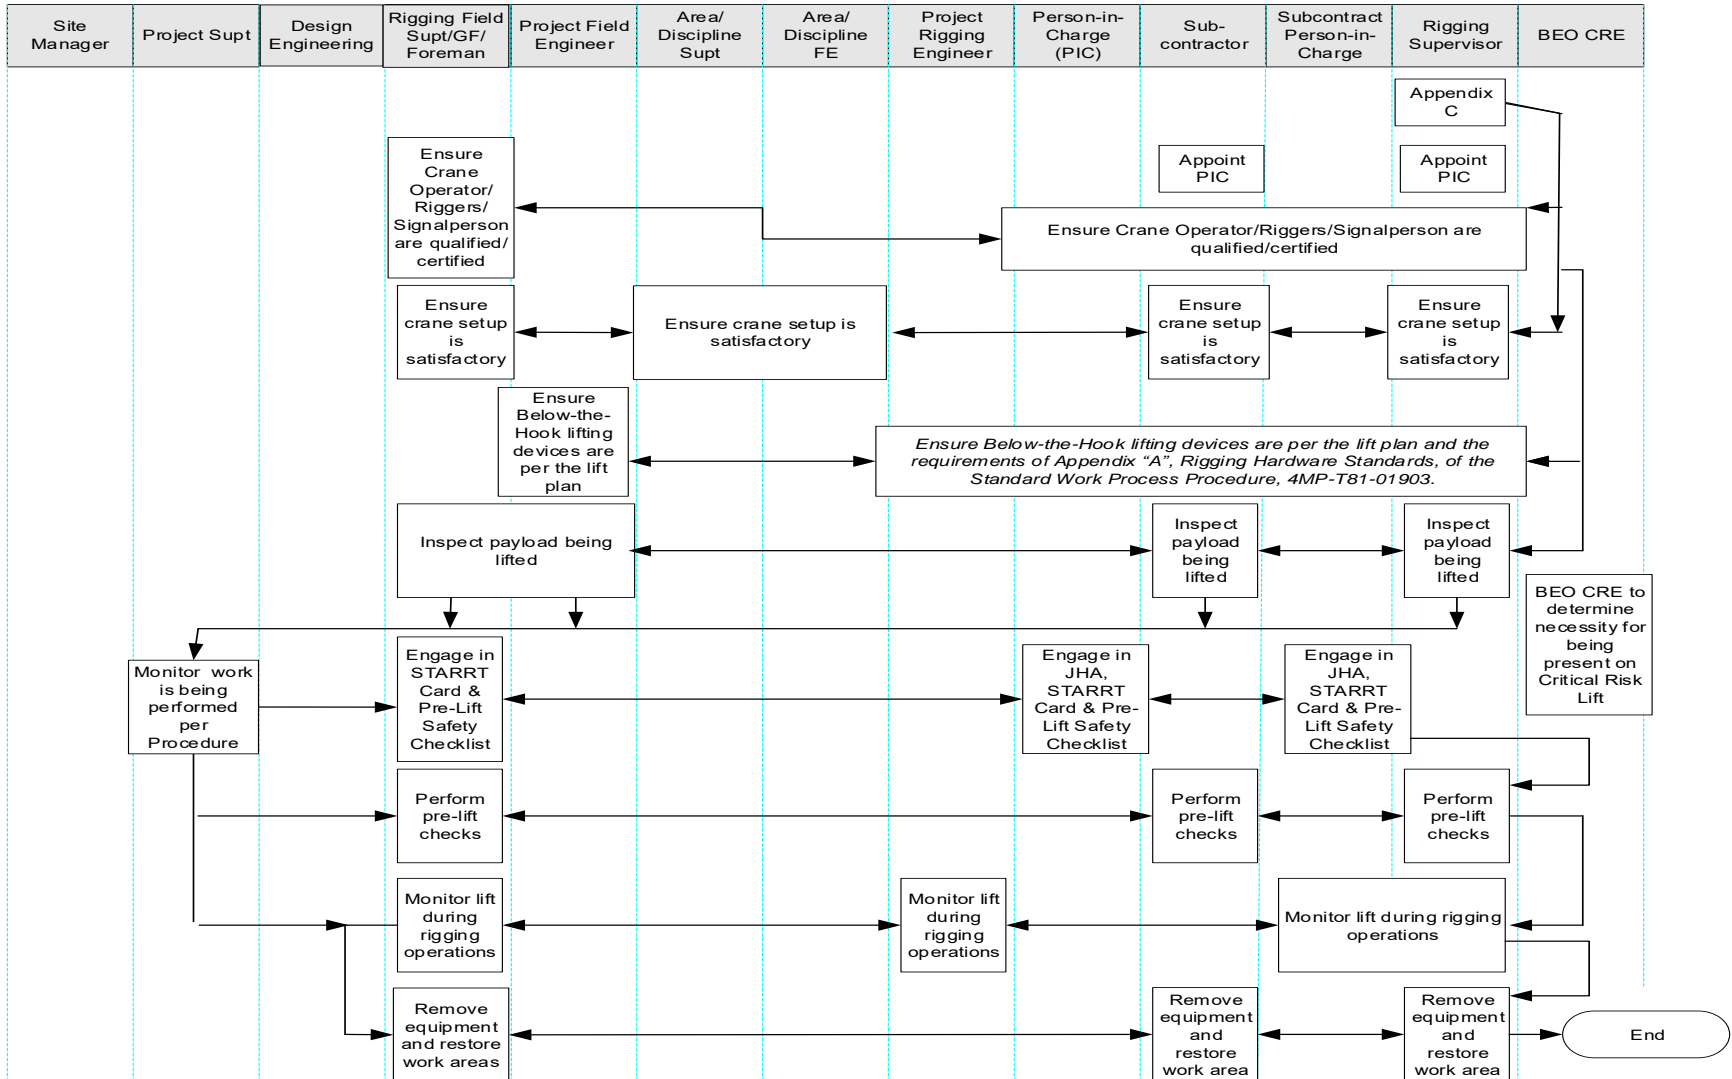 Site
Manager
Project Supt
Design
Engineering
Rigging Field
Supt/GF/
Foreman
Project Field
Engineer
Area/
Discipline
Supt
Area/
Discipline
FE
Project
Rigging
Engineer
Person-in-
Charge
(PIC)
Sub-
contractor
Subcontract
Person-in-
Charge
Rigging
Supervisor
BEO CRE
Appendix
C
Ensure
Crane
Operator/
Riggers/
Signalperson
are qualified/
certified
Appoint
PIC
Appoint
PIC
Ensure Crane Operator/Riggers/Signalperson are
qualified/certified
Ensure
crane setup
is
satisfactory
Ensure crane setup is
satisfactory
Ensure
crane setup
is
satisfactory
Ensure
crane setup
is
satisfactory
Ensure
Below-the-
Hook lifting
devices are
per the lift
plan
Ensure Below-the-Hook lifting devices are per the lift plan and the
requirements of Appendix “A”, Rigging Hardware Standards, of the
Standard Work Process Procedure, 4MP-T81-01903.
Inspect payload being
lifted
Inspect
payload
being
lifted
Inspect
payload
being
lifted
BEO CRE to
determine
necessity for
being
present on
Critical Risk
Lift
Monitor work
is being
performed
per
Procedure
Engage in
STARRT
Card &
Pre-Lift
Safety
Checklist
Engage in
JHA,
STARRT
Card & Pre-
Lift Safety
Checklist
Engage in
JHA,
STARRT
Card & Pre-
Lift Safety
Checklist
Perform
pre-lift
checks
Perform
pre-lift
checks
Perform
pre-lift
checks
Monitor lift
during
rigging
operations
Monitor lift
during
rigging
operations
Monitor lift during rigging
operations
Remove
equipment
and restore
work areas
Remove
equipment
and
restore
work area
Remove
equipment
and
restore
work area
End